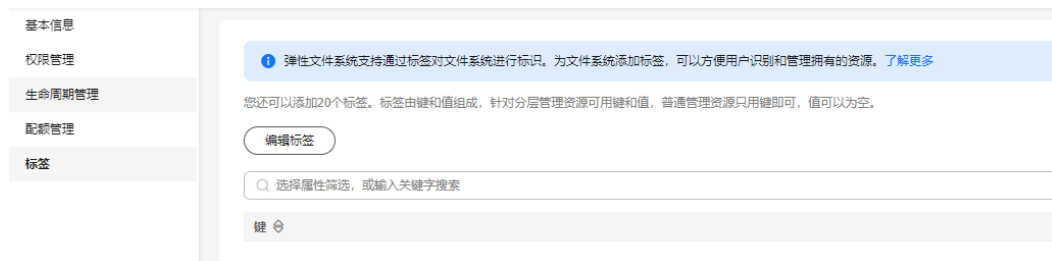 基本信息
权限管理
生命周期管理
配额管理
标签
弹性文件系统支持通过标签对文件系统进行标识。为文件系统添加标签，可以方便用户识别和管理拥有的资源。了解更多
您还可以添加20个标签。标签由键和值组成，针对分层管理资源可用键和值，普通管理资源只用键即可，值可以为空。
编辑标签
选择属性筛选，或输入关键字搜索
键